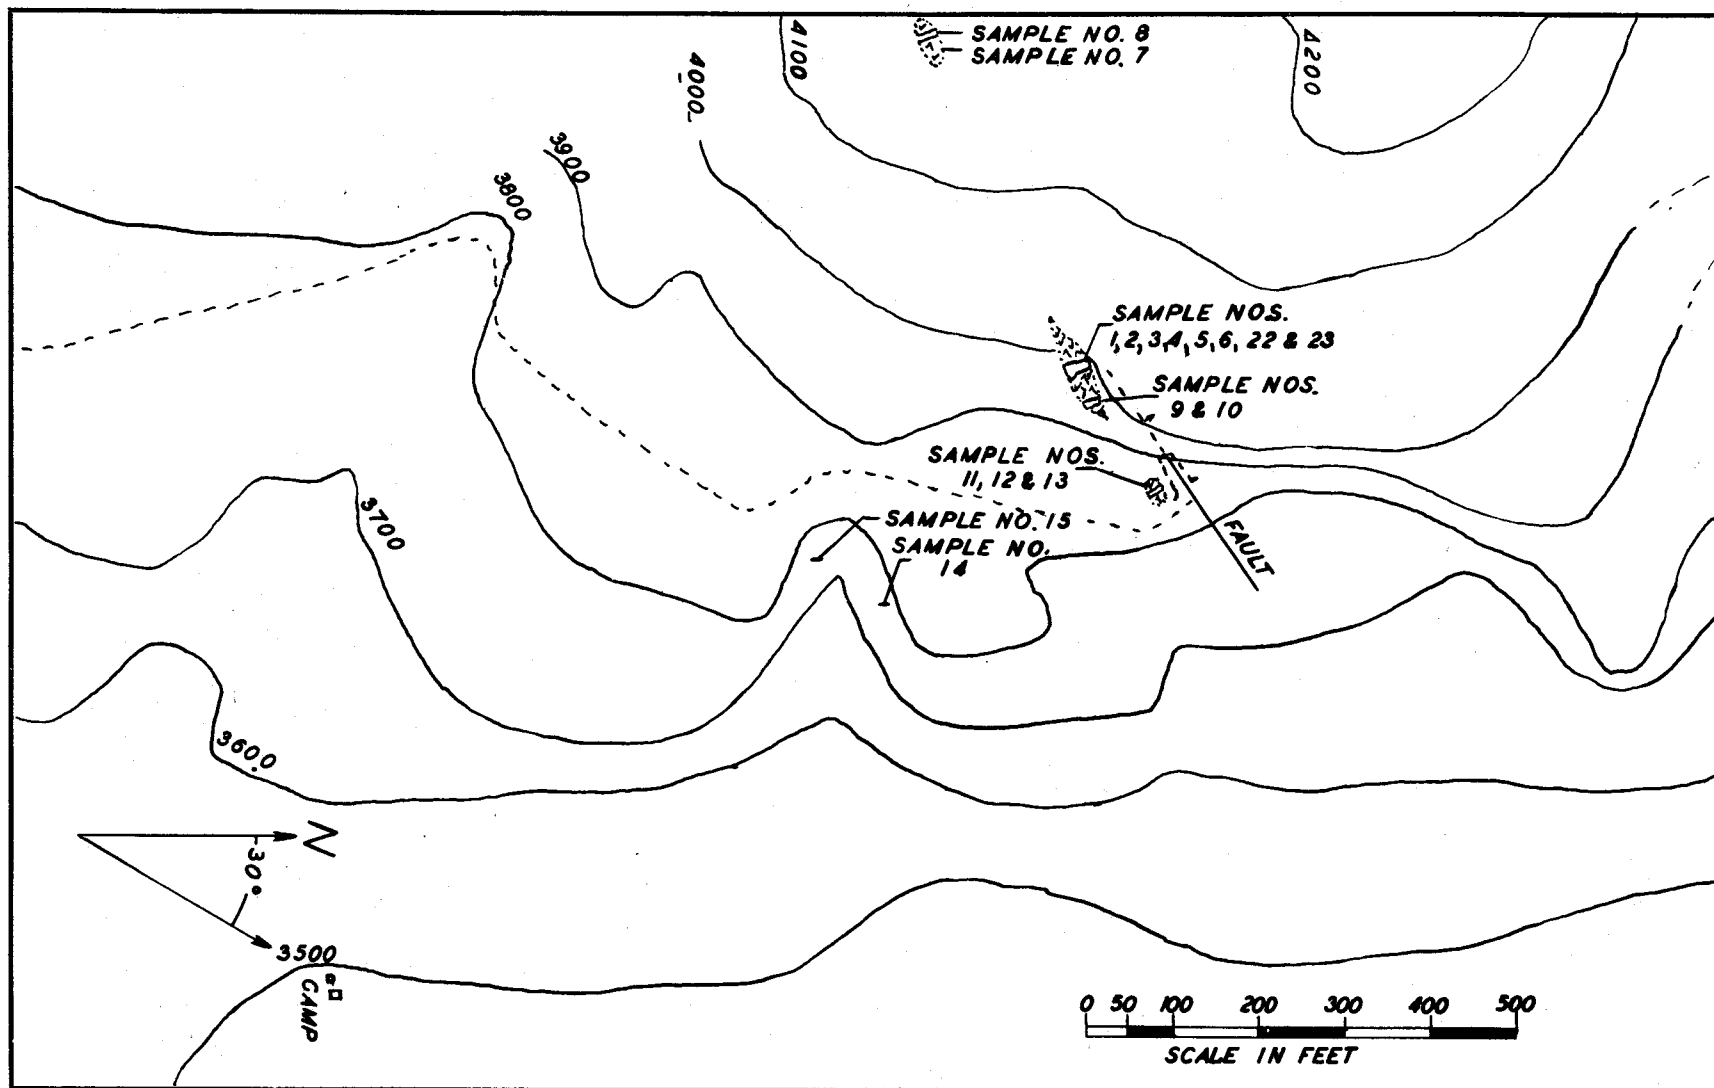 4100
SAMPLE NO. 8
SAMPLE NO. 7
4200
4000
3900
3800
SAMPLE NOS.
1, 2, 3, 4, 5, 6, 22 & 23
SAMPLE NOS.
9 & 10
SAMPLE NOS.
11, 12 & 13
3700
SAMPLE NO. 15
SAMPLE NO.
14
FAULT
3600
N
30°
3500
CAMP
0 50 100 200 300 400 500
SCALE IN FEET